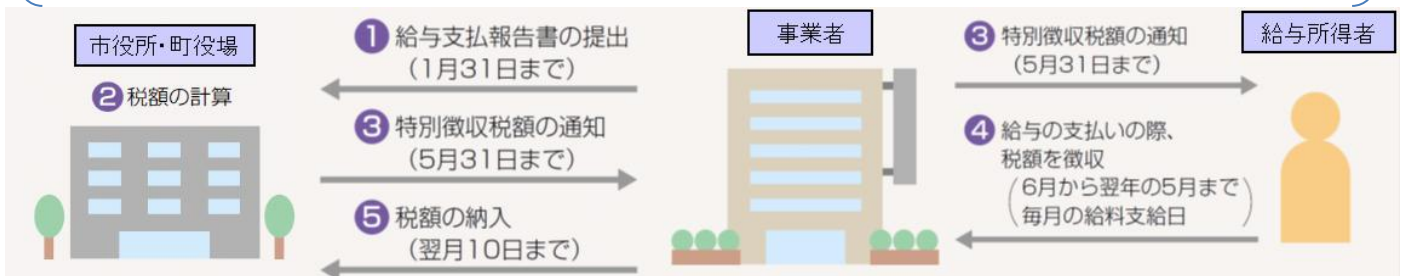 市役所・町役場
❷税額の計算
❶給与支払報告書の提出
(1月31日まで)
❸特別徴収税額の通知
(5月31日まで)
❺税額の納入
(翌月10日まで)
事業者
❸特別徴収税額の通知
(5月31日まで)
❹給与の支払いの際、
税額を徴収
(6月から翌年の5月まで
毎月の給料支給日)
給与所得者